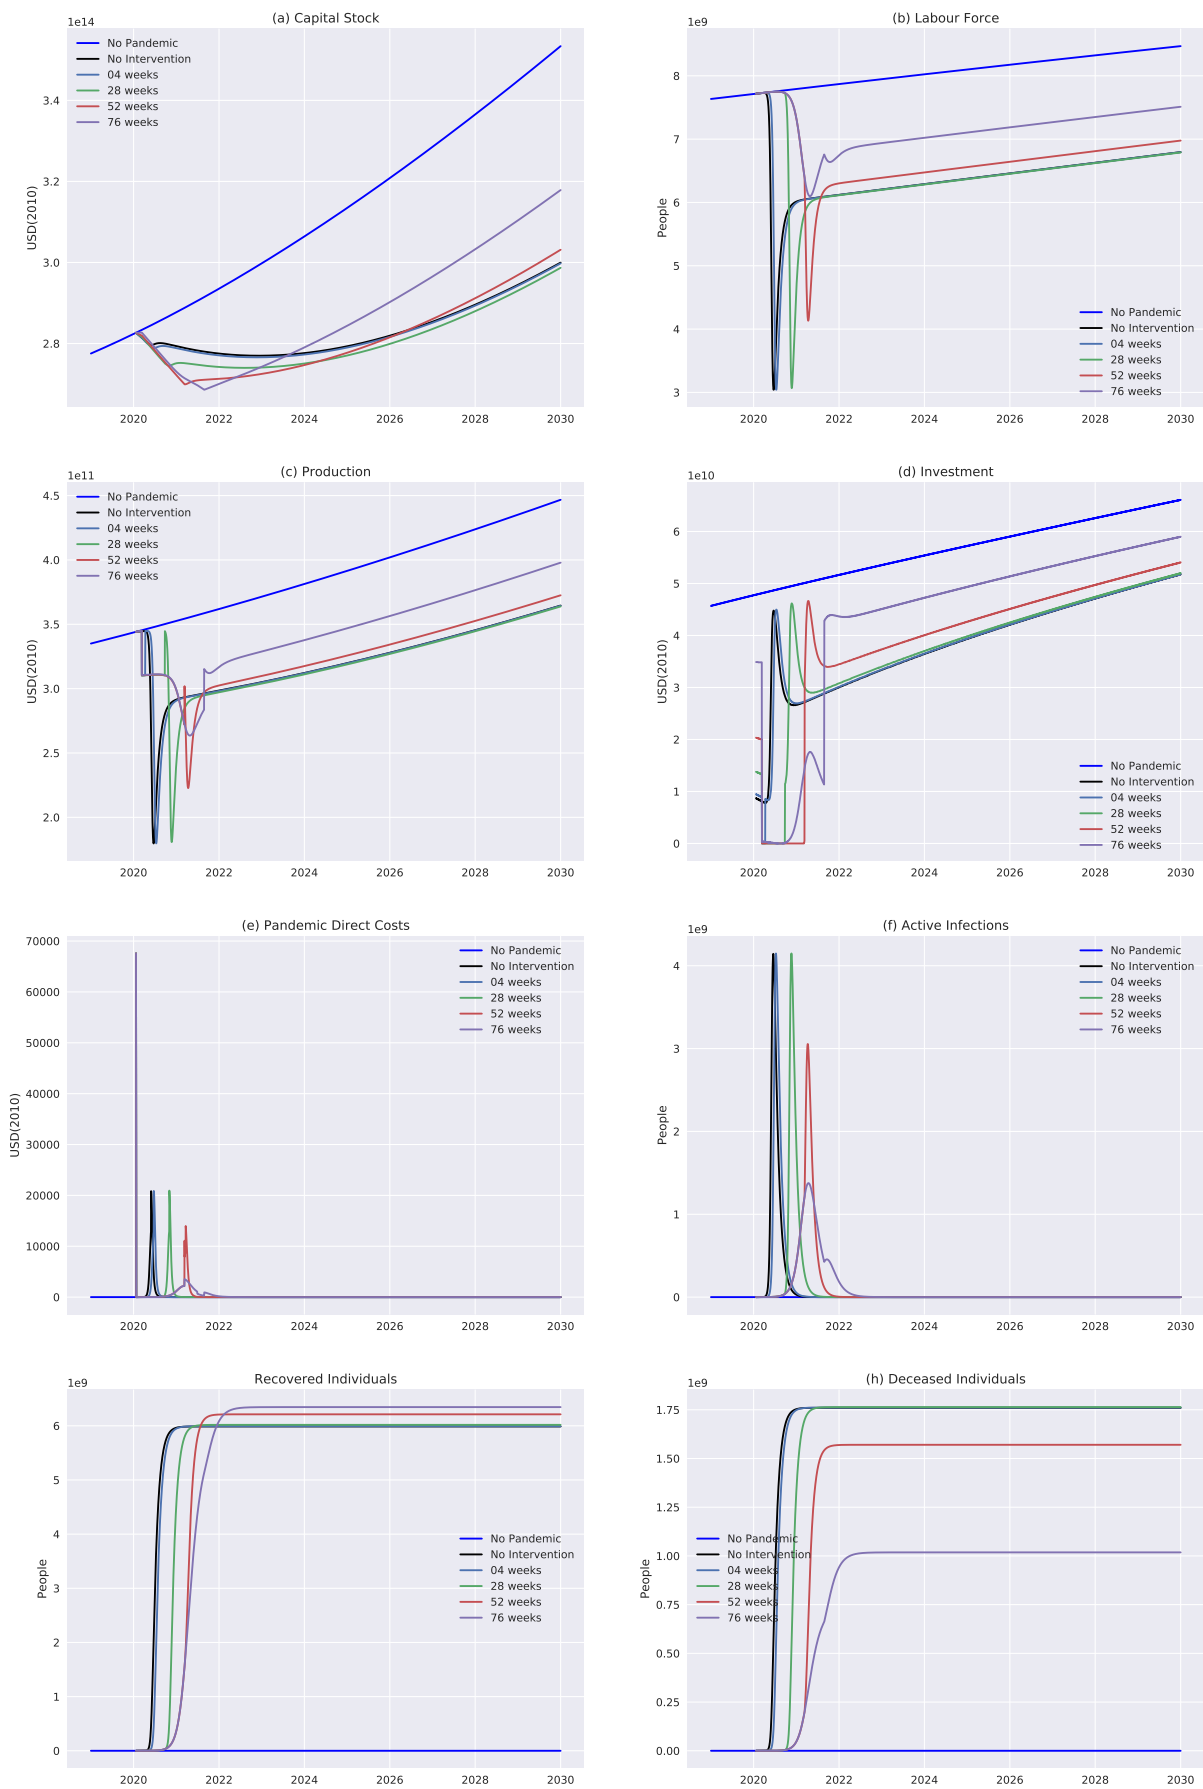 (a) Capital Stock
1e14
No Pandemic
No Intervention
04 weeks
28 weeks
52 weeks
76 weeks
3.4
3.2
3.0
2.8
USD(2010)
2020
2022
2024
2026
2028
2030
(b) Labour Force
1e9
8
7
6
5
4
3
People
No Pandemic
No Intervention
04 weeks
28 weeks
52 weeks
76 weeks
2020
2022
2024
2026
2028
2030
(c) Production
1e11
No Pandemic
No Intervention
04 weeks
28 weeks
52 weeks
76 weeks
4.5
4.0
3.5
3.0
2.5
2.0
USD(2010)
2020
2022
2024
2026
2028
2030
(d) Investment
1e10
6
5
4
3
2
1
0
USD(2010)
No Pandemic
No Intervention
04 weeks
28 weeks
52 weeks
76 weeks
2020
2022
2024
2026
2028
2030
(e) Pandemic Direct Costs
70000
60000
50000
40000
30000
20000
10000
0
USD(2010)
No Pandemic
No Intervention
04 weeks
28 weeks
52 weeks
76 weeks
2020
2022
2024
2026
2028
2030
(f) Active Infections
1e9
4
3
2
1
0
People
No Pandemic
No Intervention
04 weeks
28 weeks
52 weeks
76 weeks
2020
2022
2024
2026
2028
2030
Recovered Individuals
1e9
6
5
4
3
2
1
0
People
No Pandemic
No Intervention
04 weeks
28 weeks
52 weeks
76 weeks
2020
2022
2024
2026
2028
2030
(h) Deceased Individuals
1e9
1.75
1.50
1.25
1.00
0.75
0.50
0.25
0.00
People
No Pandemic
No Intervention
04 weeks
28 weeks
52 weeks
76 weeks
2020
2022
2024
2026
2028
2030